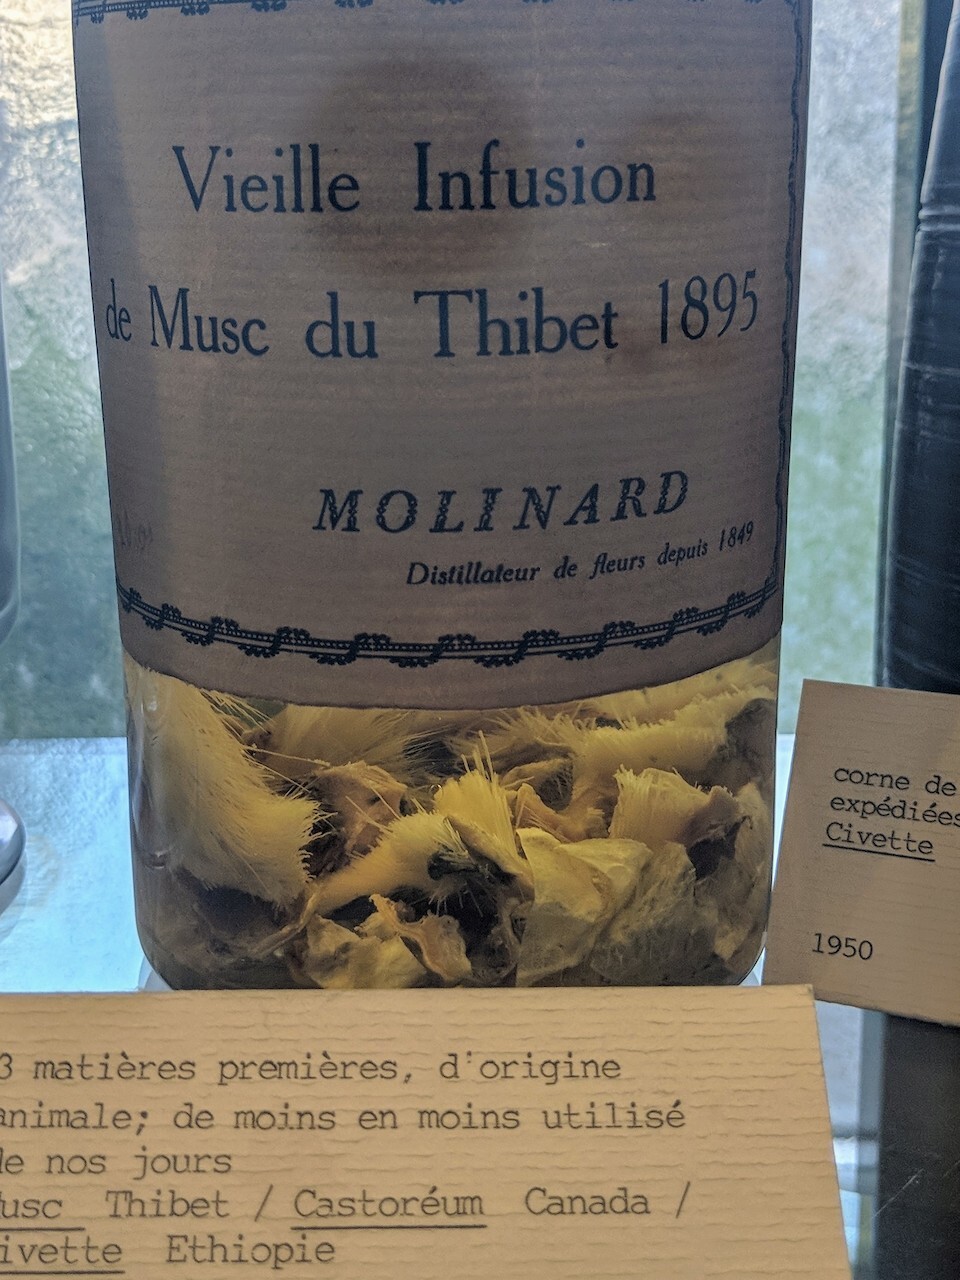 Vieille Infusion
de Musc du Thibet 1895
MOLINARD
Distillateur de fleurs depuis 1849
corne de
expédiées
Civette
1950
3 matières premières, d'origine
animale; de moins en moins utilisé
de nos jours
Musc Thibet / Castoréum Canada /
Civette Ethiopie